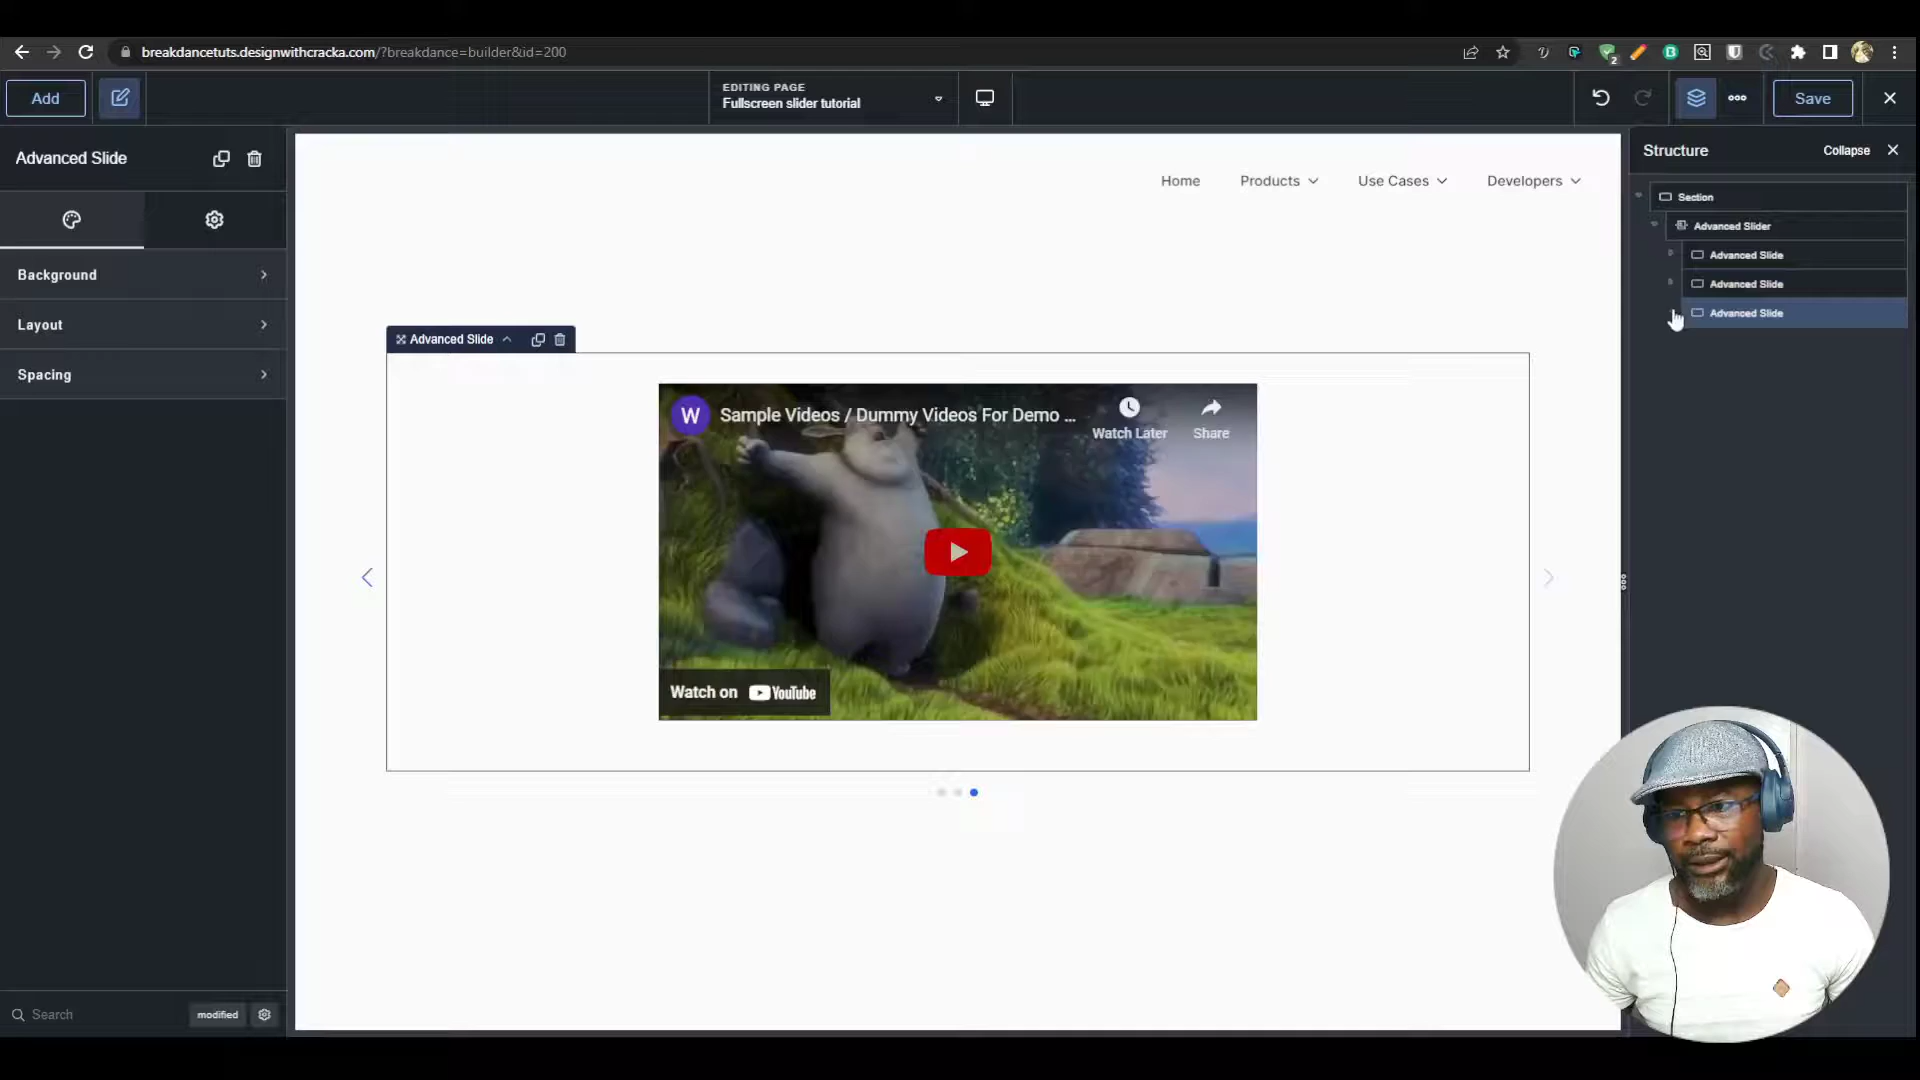 breakdancetuts.designwithcracka.com/?breakdance=builder&id=200
2
Add
EDITING PAGE
Fullscreen slider tutorial
Save
Advanced Slide
Background
Layout
Spacing
Home
Products
Use Cases
Developers
Advanced Slide
W
Sample Videos / Dummy Videos For Demo ...
Watch Later
Share
Watch on YouTube
Structure
Collapse
Section
Advanced Slider
Advanced Slide
Advanced Slide
Advanced Slide
Search
modified